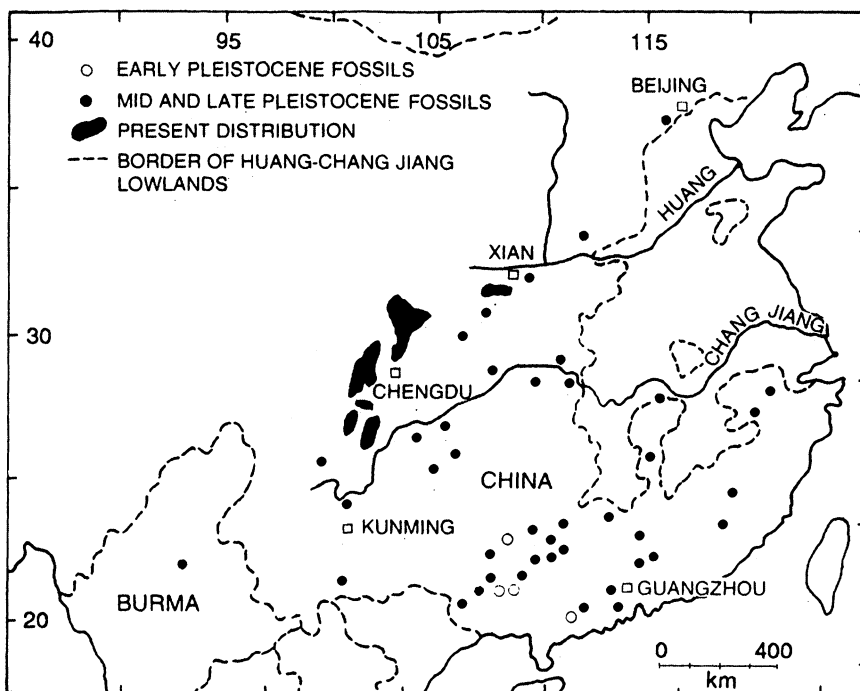 40
95
105
115
EARLY PLEISTOCENE FOSSILS
MID AND LATE PLEISTOCENE FOSSILS
PRESENT DISTRIBUTION
BORDER OF HUANG-CHANG JIANG
LOWLANDS
BEIJING
HUANG
XIAN
30
CHANG JIANG
CHENGDU
CHINA
KUNMING
BURMA
GUANGZHOU
20
0 400
km